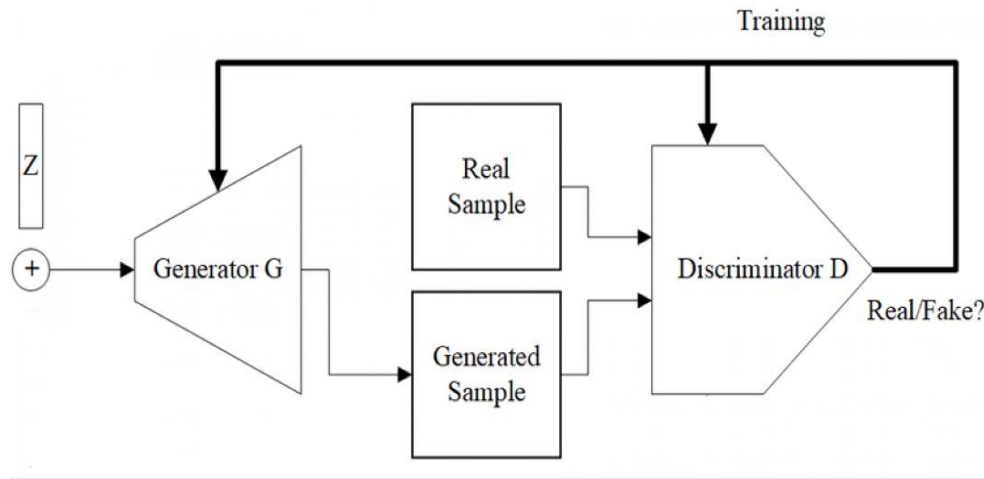 Training
Z
+
Generator G
Real
Sample
Generated
Sample
Discriminator D
Real/Fake?